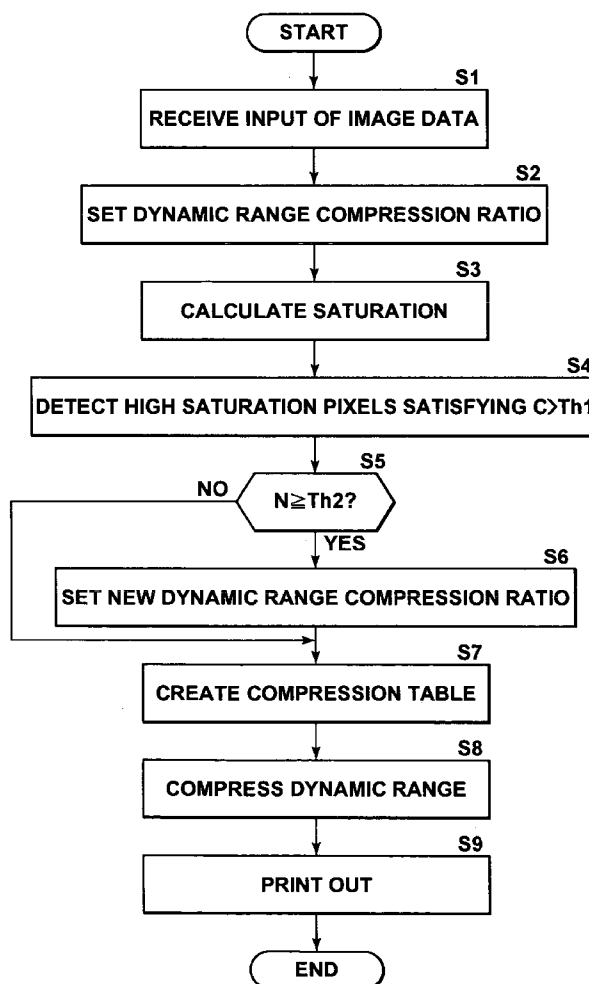 START
S1
RECEIVE INPUT OF IMAGE DATA
S2
SET DYNAMIC RANGE COMPRESSION RATIO
S3
CALCULATE SATURATION
S4
DETECT HIGH SATURATION PIXELS SATISFYING C>Th1
S5
N≧Th2?
NO
YES
S6
SET NEW DYNAMIC RANGE COMPRESSION RATIO
S7
CREATE COMPRESSION TABLE
S8
COMPRESS DYNAMIC RANGE
S9
PRINT OUT
END